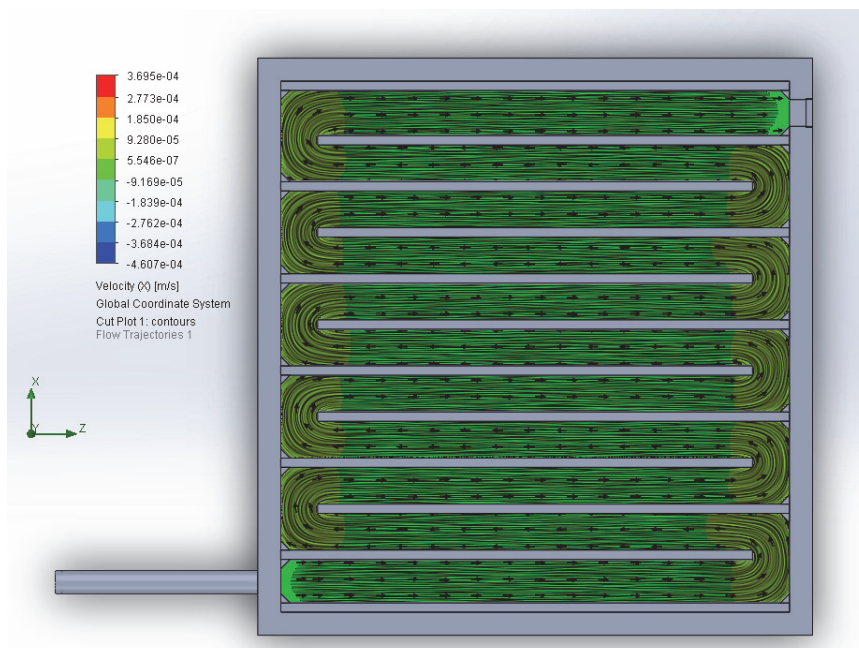 3.695e-04
2.773e-04
1.850e-04
9.280e-05
5.546e-07
-9.169e-05
-1.839e-04
-2.762e-04
-3.684e-04
-4.607e-04
Velocity (X) [m/s]
Global Coordinate System
Cut Plot 1: contours
Flow Trajectories 1
X
Y
Z